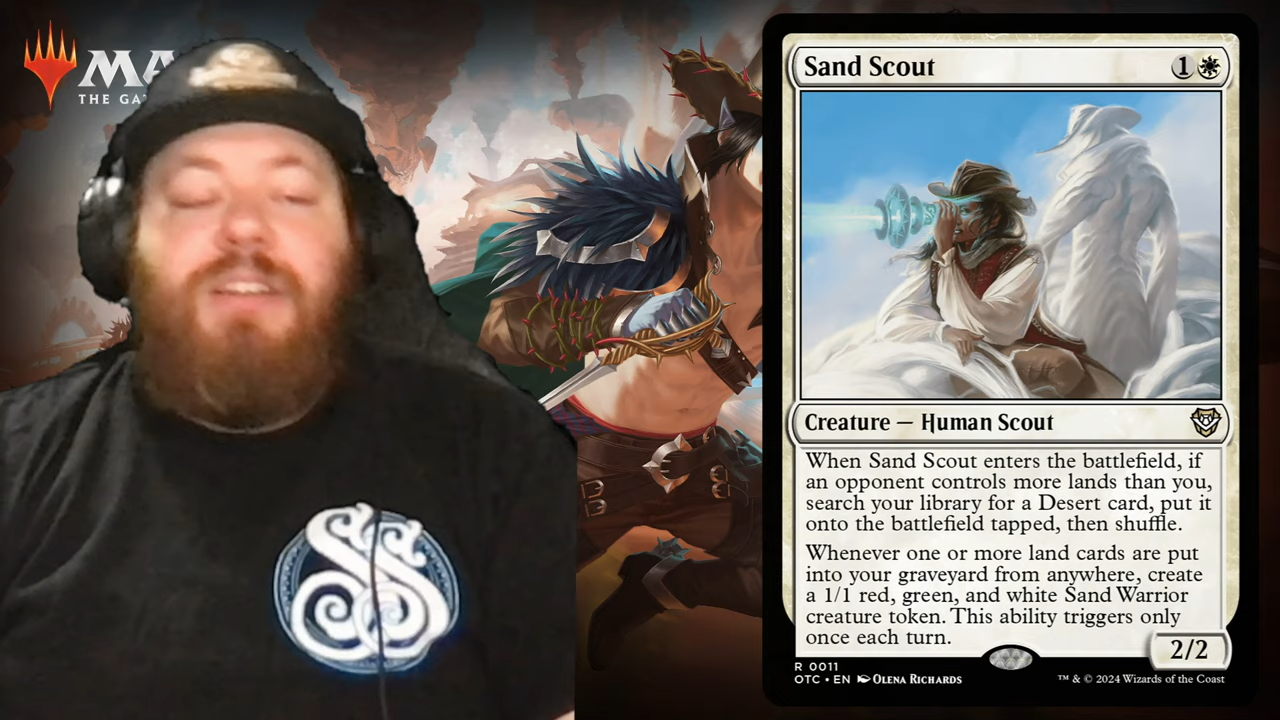 MA
THE GA
Sand Scout
1
Creature — Human Scout
When Sand Scout enters the battlefield, if
an opponent controls more lands than you,
search your library for a Desert card, put it
onto the battlefield tapped, then shuffle.
Whenever one or more land cards are put
into your graveyard from anywhere, create
a 1/1 red, green, and white Sand Warrior
creature token. This ability triggers only
once each turn.
2/2
R 0011
OTC • EN Olena Richards
™ & © 2024 Wizards of the Coast